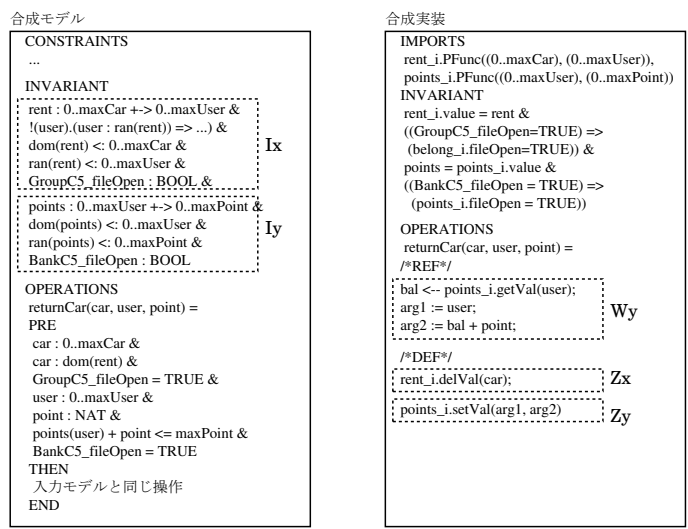 合成モデル
CONSTRAINTS
...
INVARIANT
rent : 0..maxCar +-> 0..maxUser &
!(user).(user : ran(rent)) => ...) &
dom(rent) <: 0..maxCar &
ran(rent) <: 0..maxUser &
GroupC5_fileOpen : BOOL &
Ix
points : 0..maxUser +-> 0..maxPoint &
dom(points) <: 0..maxUser &
ran(points) <: 0..maxPoint &
BankC5_fileOpen : BOOL
Iy
OPERATIONS
returnCar(car, user, point) =
PRE
car : 0..maxCar &
car : dom(rent) &
GroupC5_fileOpen = TRUE &
user : 0..maxUser &
point : NAT &
points(user) + point <= maxPoint &
BankC5_fileOpen = TRUE
THEN
入力モデルと同じ操作
END
合成実装
IMPORTS
rent_i.PFunc((0..maxCar), (0..maxUser)),
points_i.PFunc((0..maxUser), (0..maxPoint))
INVARIANT
rent_i.value = rent &
((GroupC5_fileOpen=TRUE) =>
(belong_i.fileOpen=TRUE)) &
points = points_i.value &
((BankC5_fileOpen = TRUE) =>
(points_i.fileOpen = TRUE))
OPERATIONS
returnCar(car, user, point) =
/*REF*/
bal <-- points_i.getVal(user);
arg1 := user;
arg2 := bal + point;
Wy
/*DEF*/
rent_i.delVal(car);
Zx
points_i.setVal(arg1, arg2)
Zy